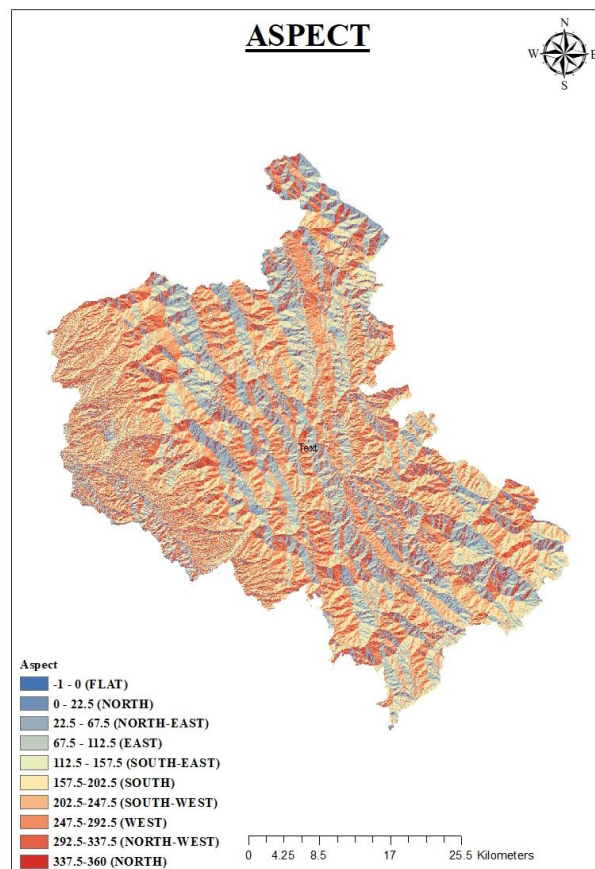 ASPECT
N
W E
S
Text
Aspect
-1 - 0 (FLAT)
0 - 22.5 (NORTH)
22.5 - 67.5 (NORTH-EAST)
67.5 - 112.5 (EAST)
112.5 - 157.5 (SOUTH-EAST)
157.5-202.5 (SOUTH)
202.5-247.5 (SOUTH-WEST)
247.5-292.5 (WEST)
292.5-337.5 (NORTH-WEST)
337.5-360 (NORTH)
0 4.25 8.5 17 25.5 Kilometers